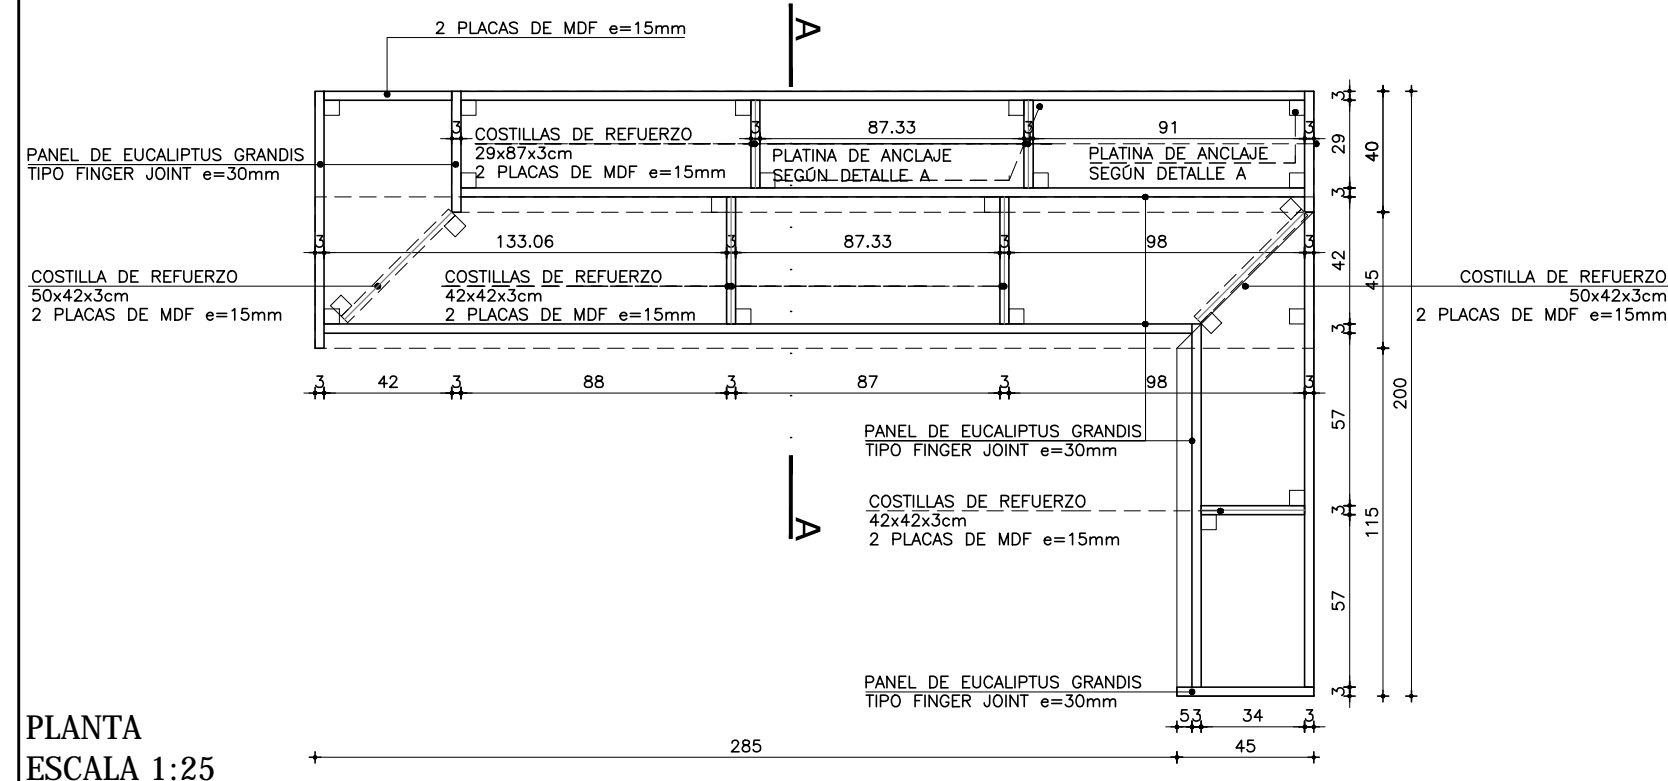 2 PLACAS DE MDF e=15mm
A
3
COSTILLAS DE REFUERZO
29x87x3cm
2 PLACAS DE MDF e=15mm
3
87.33
3
91
3
PLATINA DE ANCLAJE
SEGÚN DETALLE A
PLATINA DE ANCLAJE
SEGÚN DETALLE A
3
29
3
40
PANEL DE EUCALIPTUS GRANDIS
TIPO FINGER JOINT e=30mm
3
133.06
3
87.33
3
98
3
42
45
COSTILLA DE REFUERZO
50x42x3cm
2 PLACAS DE MDF e=15mm
COSTILLAS DE REFUERZO
42x42x3cm
2 PLACAS DE MDF e=15mm
COSTILLA DE REFUERZO
50x42x3cm
2 PLACAS DE MDF e=15mm
3
3
42
3
88
3
87
3
98
3
200
57
PANEL DE EUCALIPTUS GRANDIS
TIPO FINGER JOINT e=30mm
COSTILLAS DE REFUERZO
42x42x3cm
2 PLACAS DE MDF e=15mm
A
3
115
57
PANEL DE EUCALIPTUS GRANDIS
TIPO FINGER JOINT e=30mm
3
5
3
34
3
285
45
PLANTA
ESCALA 1:25